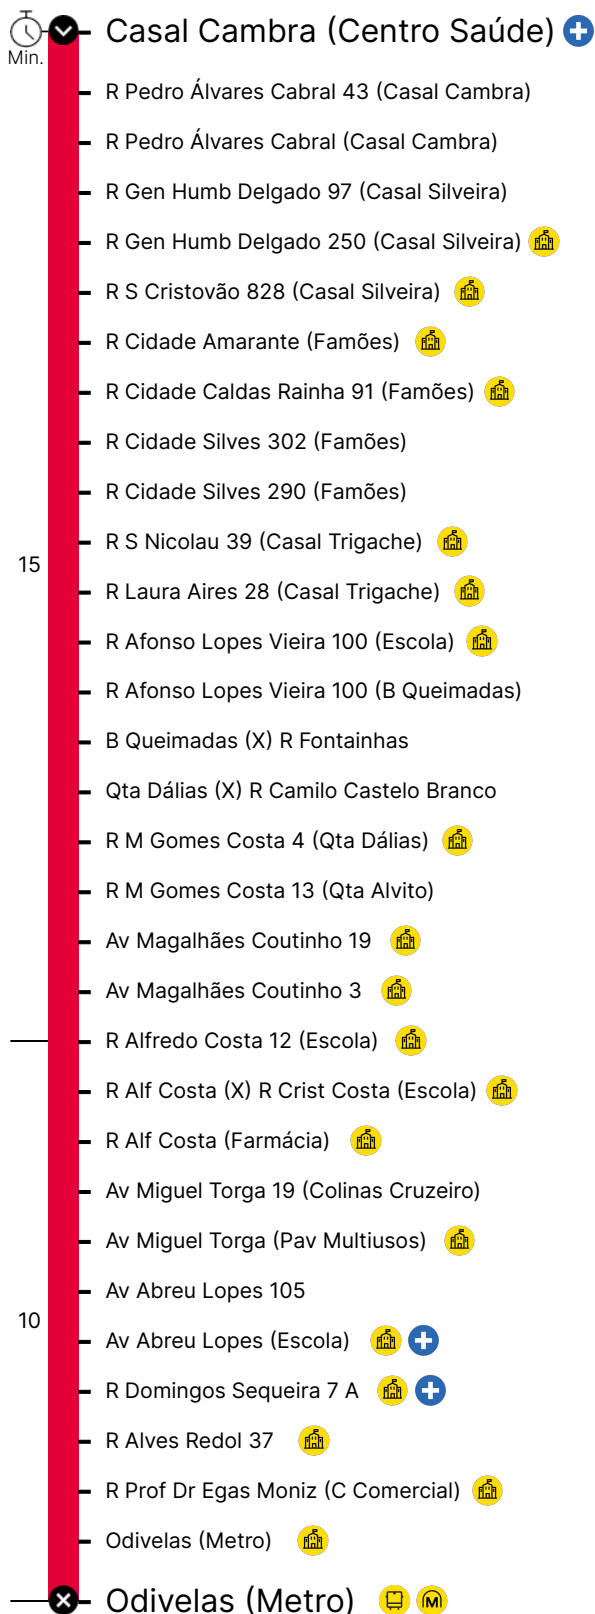 Casal Cambra (Centro Saúde)
Min.
R Pedro Álvares Cabral 43 (Casal Cambra)
R Pedro Álvares Cabral (Casal Cambra)
R Gen Humb Delgado 97 (Casal Silveira)
R Gen Humb Delgado 250 (Casal Silveira)
R S Cristovão 828 (Casal Silveira)
R Cidade Amarante (Famões)
R Cidade Caldas Rainha 91 (Famões)
R Cidade Silves 302 (Famões)
R Cidade Silves 290 (Famões)
R S Nicolau 39 (Casal Trigache)
15
R Laura Aires 28 (Casal Trigache)
R Afonso Lopes Vieira 100 (Escola)
R Afonso Lopes Vieira 100 (B Queimadas)
B Queimadas (X) R Fontainhas
Qta Dálias (X) R Camilo Castelo Branco
R M Gomes Costa 4 (Qta Dálias)
R M Gomes Costa 13 (Qta Alvito)
Av Magalhães Coutinho 19
Av Magalhães Coutinho 3
R Alfredo Costa 12 (Escola)
R Alf Costa (X) R Crist Costa (Escola)
R Alf Costa (Farmácia)
Av Miguel Torga 19 (Colinas Cruzeiro)
Av Miguel Torga (Pav Multiusos)
Av Abreu Lopes 105
10
Av Abreu Lopes (Escola)
R Domingos Sequeira 7 A
R Alves Redol 37
R Prof Dr Egas Moniz (C Comercial)
Odivelas (Metro)
Odivelas (Metro) M